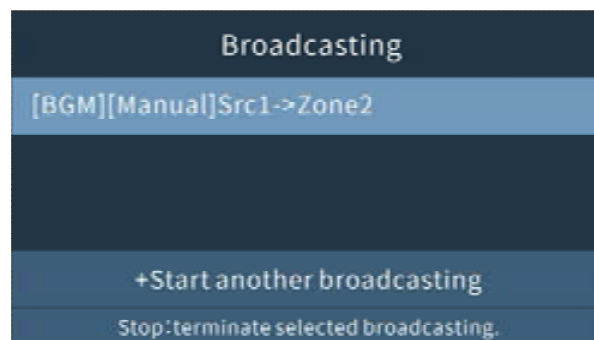 Broadcasting
[BGM][Manual]Src1->Zone2
+Start another broadcasting
Stop:terminate selected broadcasting.